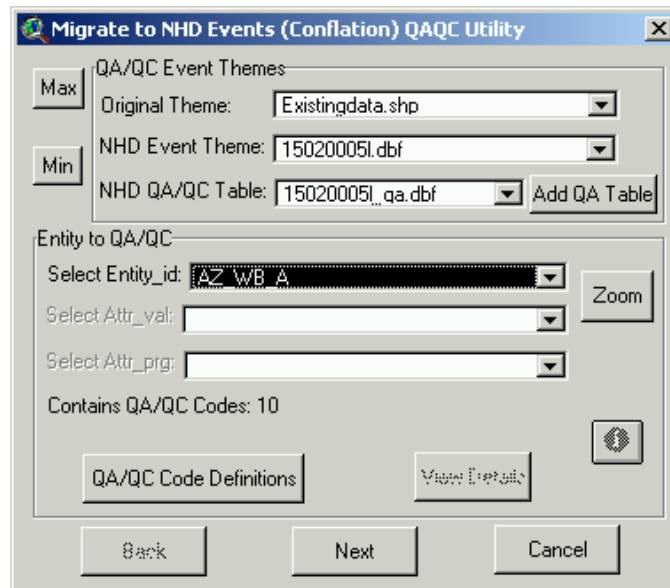 Migrate to NHD Events (Conflation) QAQC Utility
Max
QA/QC Event Themes
Original Theme: Existingdata.shp
Min
NHD Event Theme: 15020005l.dbf
NHD QA/QC Table: 15020005l_qa.dbf Add QA Table
Entity to QA/QC
Select Entity_id: AZ_WB_A
Zoom
Select Attr_val:
Select Attr_prg:
Contains QA/QC Codes: 10
QA/QC Code Definitions View Details
Back Next Cancel